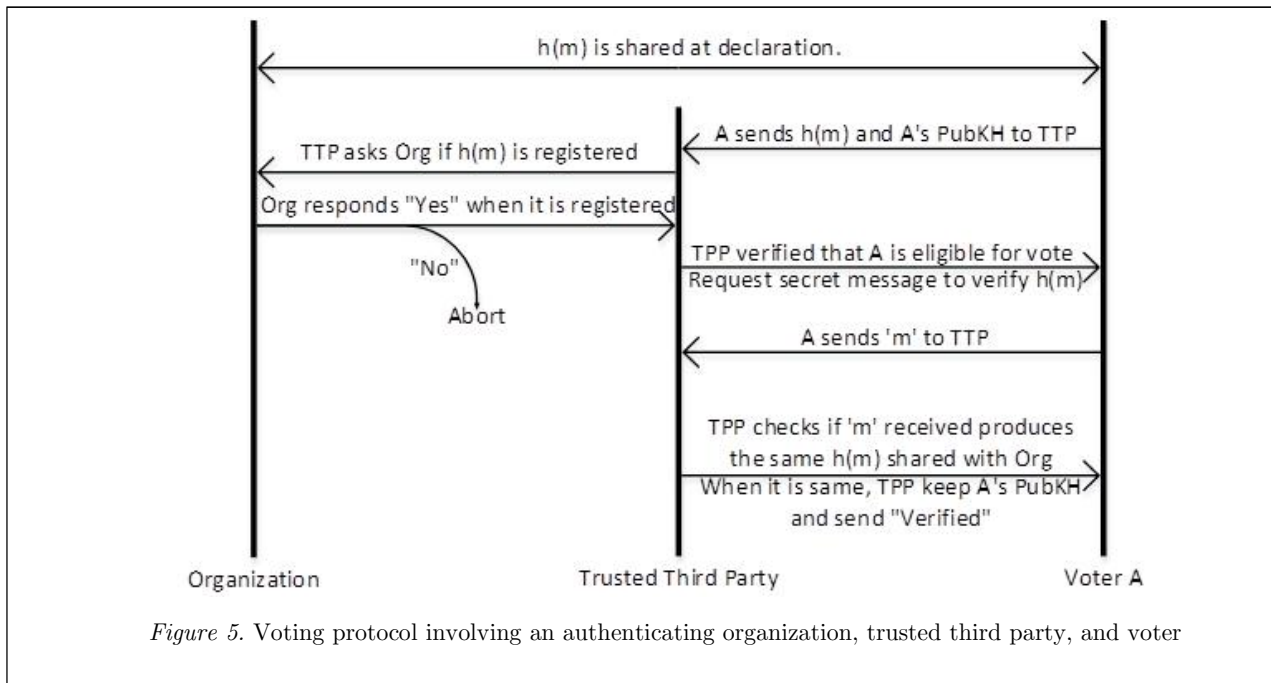 h(m) is shared at declaration.
A sends h(m) and A's PubKH to TTP
TTP asks Org if h(m) is registered
Org responds "Yes" when it is registered
TPP verified that A is eligible for vote
"No"
Request secret message to verify h(m)
Abort
A sends 'm' to TTP
TPP checks if 'm' received produces
the same h(m) shared with Org
When it is same, TPP keep A's PubKH
and send "Verified"
Organization
Trusted Third Party
Voter A
Figure 5. Voting protocol involving an authenticating organization, trusted third party, and voter